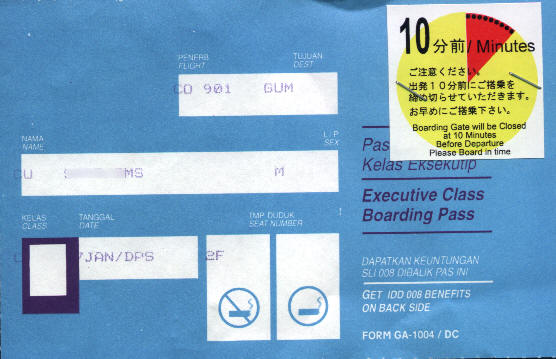 PENERB
FLIGHT
TUJUAN
DEST
CO 901 GUM
NAMA
NAME
L/P
SEX
MS M
KELAS
CLASS
TANGGAL
DATE
TMP DUDUK
SEAT NUMBER
/JAN/DPS 2F
10分前/Minutes
ご注意ください。
出発10分前にご搭乗を
締め切らせていただきます。
お早めにご搭乗下さい。
Boarding Gate will be Closed
at 10 Minutes
Before Departure
Please Board in time
Pas
Kelas Eksekutip
Executive Class
Boarding Pass
DAPATKAN KEUNTUNGAN
SLI 008 DIBALIK PAS INI
GET IDD 008 BENEFITS
ON BACK SIDE
FORM GA-1004 / DC